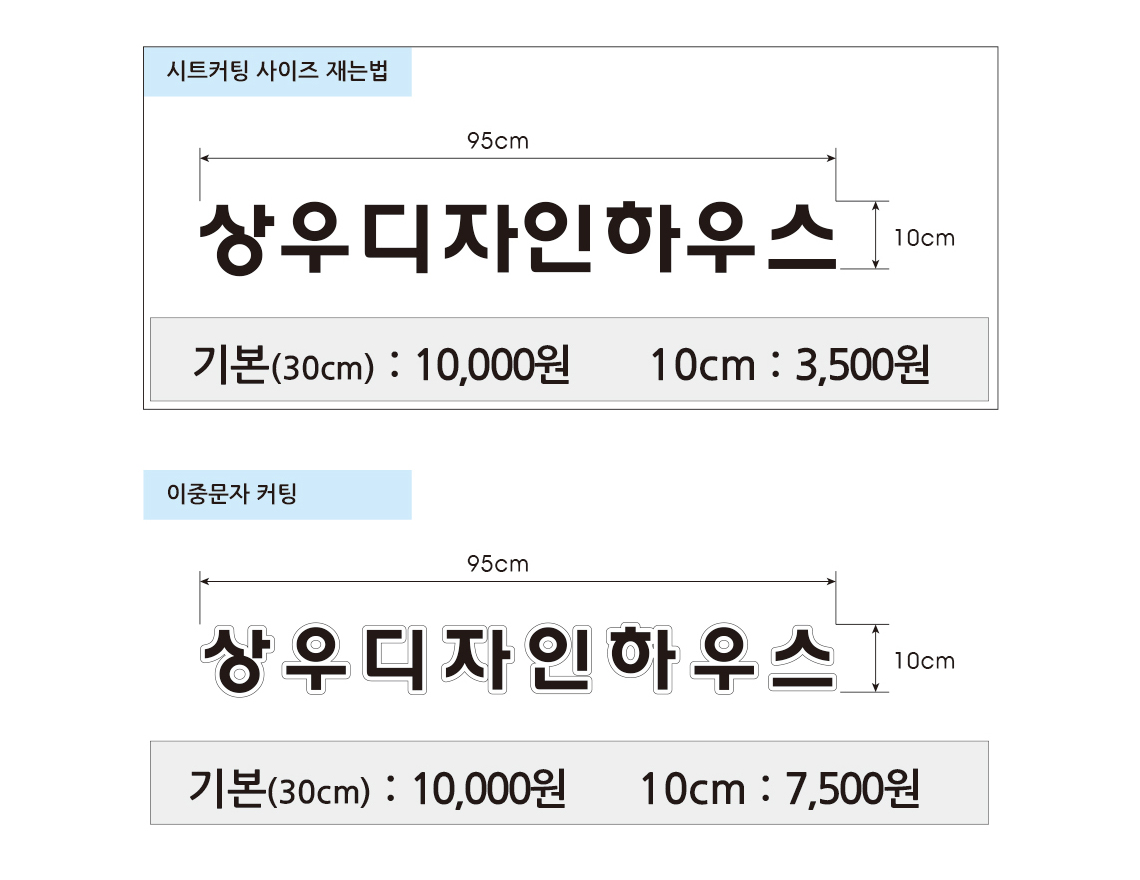 시트커팅 사이즈 재는법
95cm
상우디자인하우스
10cm
기본(30cm) : 10,000원 10cm : 3,500원
이중문자 커팅
95cm
상우디자인하우스
10cm
기본(30cm) : 10,000원 10cm : 7,500원